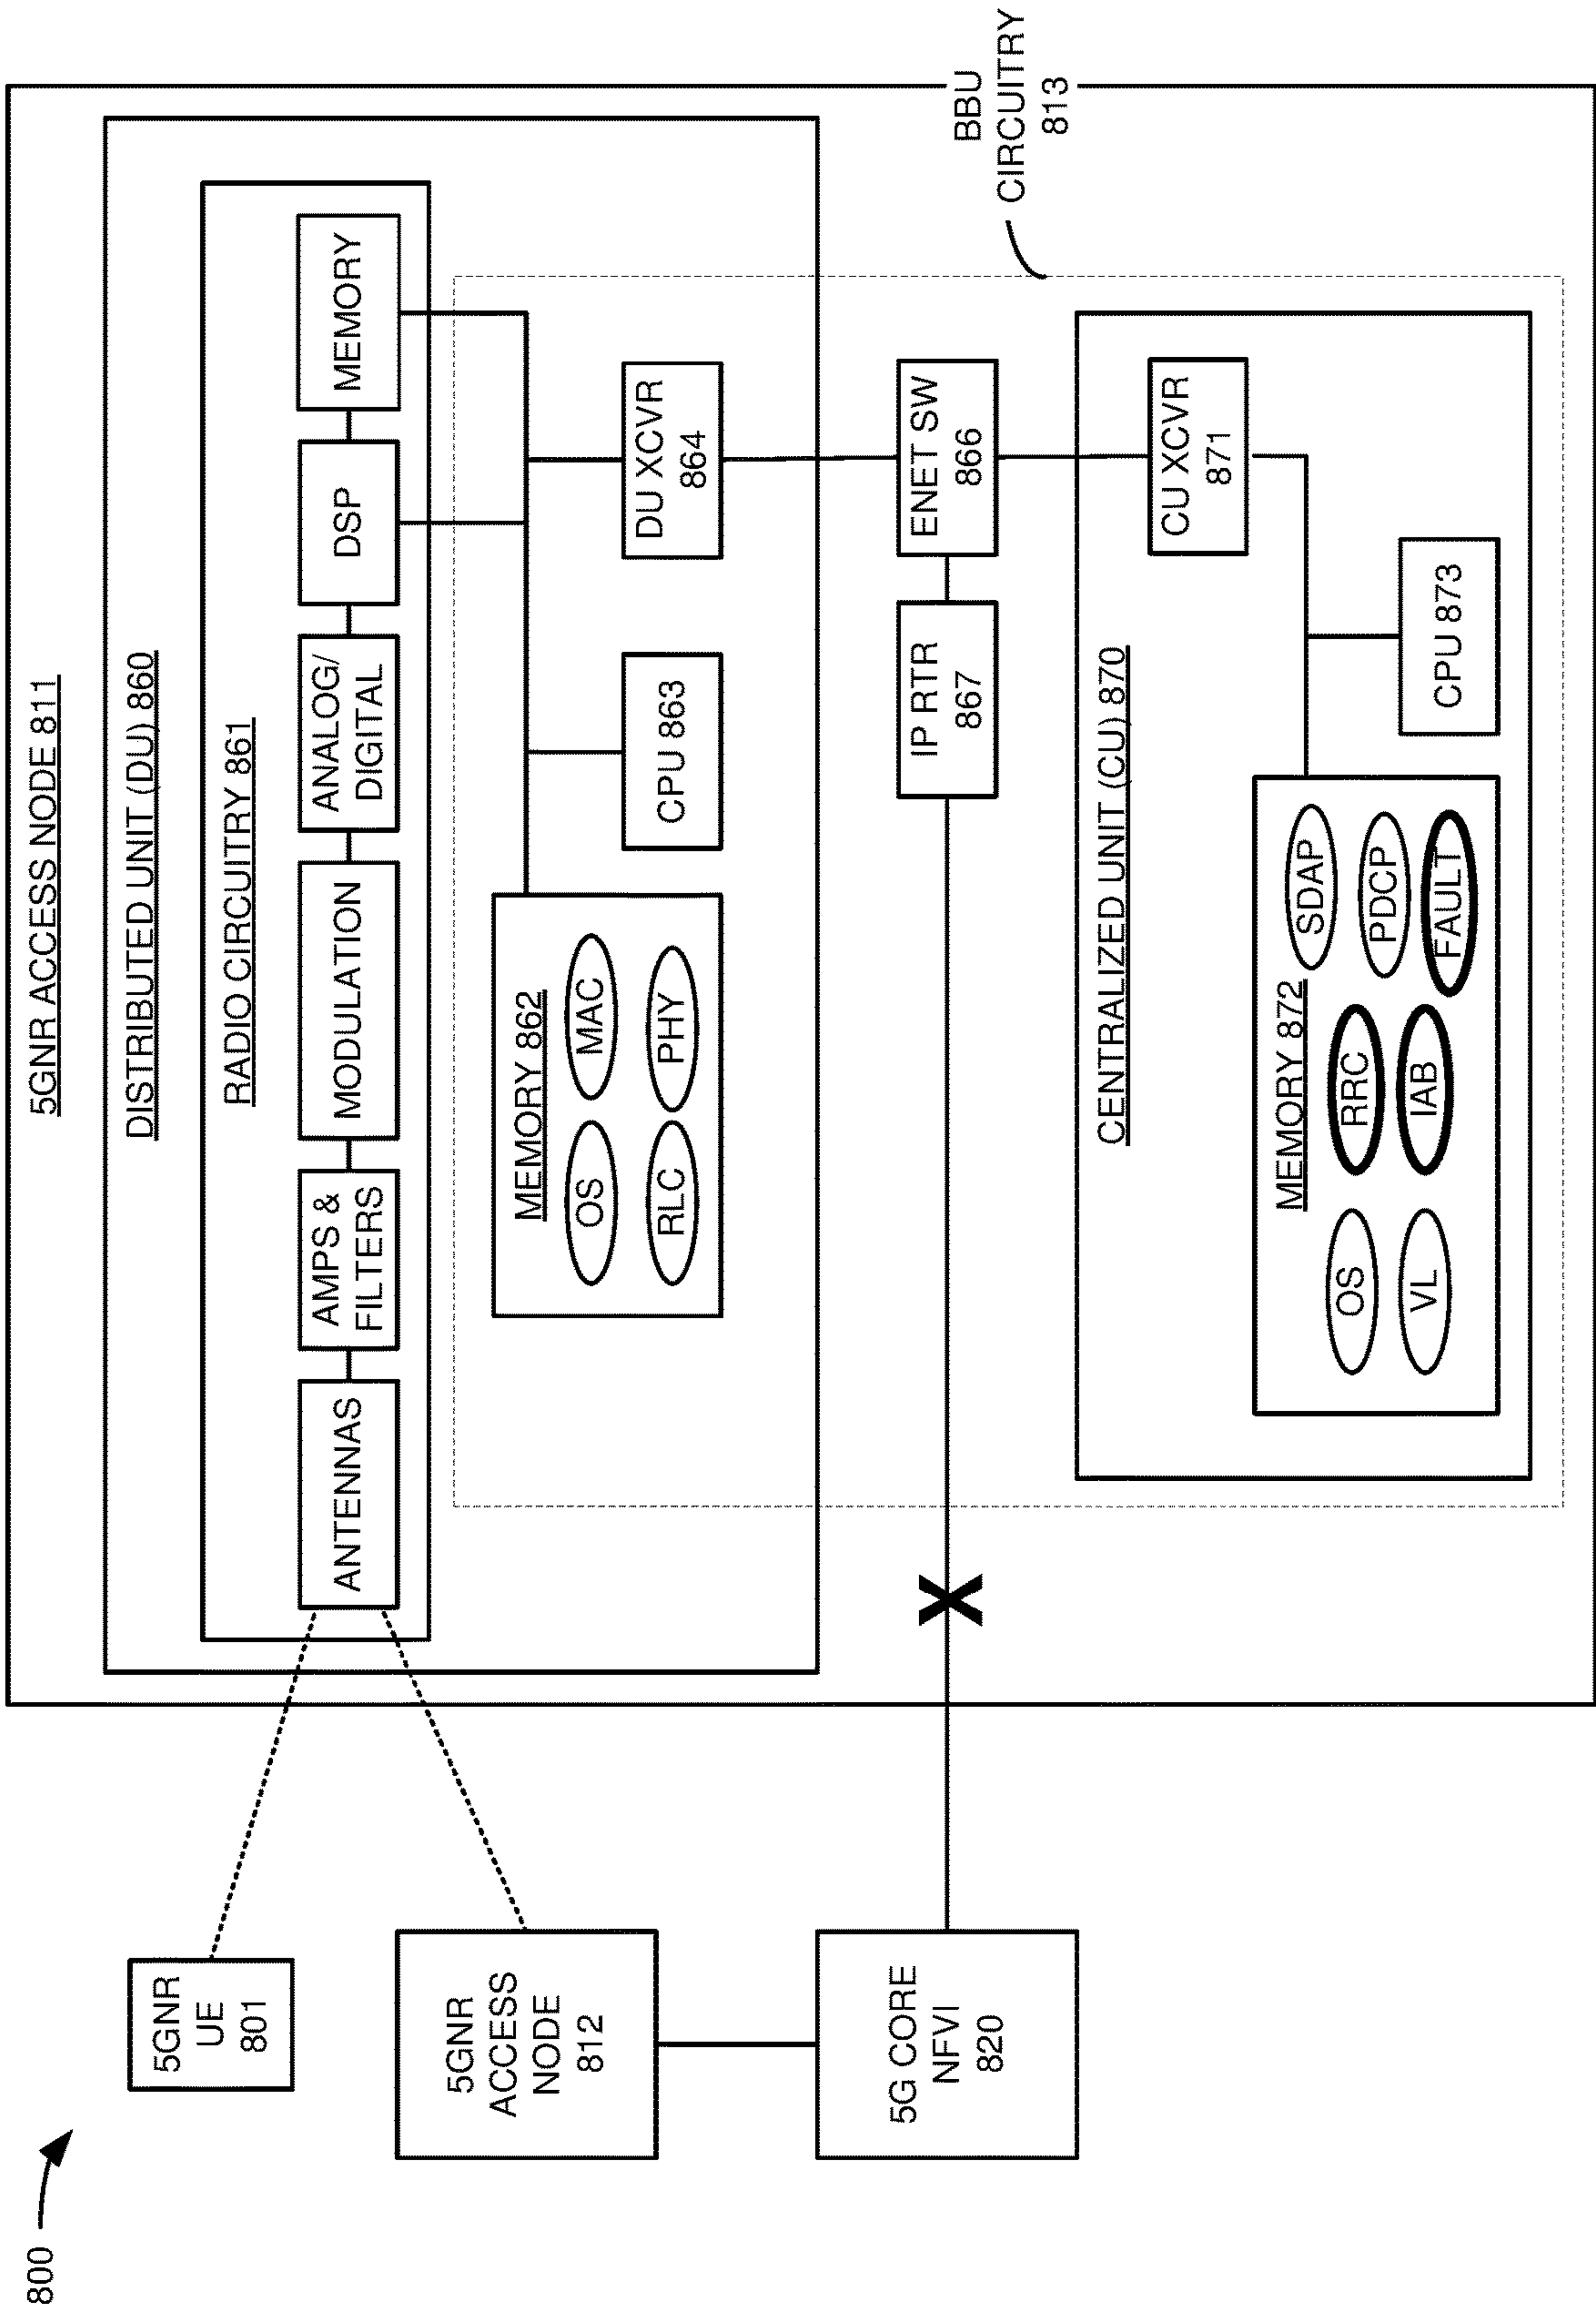 800
5GNR ACCESS NODE 811
DISTRIBUTED UNIT (DU) 860
RADIO CIRCUITRY 861
5GNR
UE
801
ANTENNAS
AMPS &
FILTERS
MODULATION
ANALOG/
DIGITAL
DSP
MEMORY
5GNR
ACCESS
NODE
812
MEMORY 862
OS
MAC
RLC
PHY
CPU 863
DU XCVR
864
5G CORE
NFVI
820
X
IP RTR
867
ENET SW
866
BBU
CIRCUITRY
813
CENTRALIZED UNIT (CU) 870
CU XCVR
871
MEMORY 872
SDAP
OS
RRC
PDCP
VL
IAB
FAULT
CPU 873